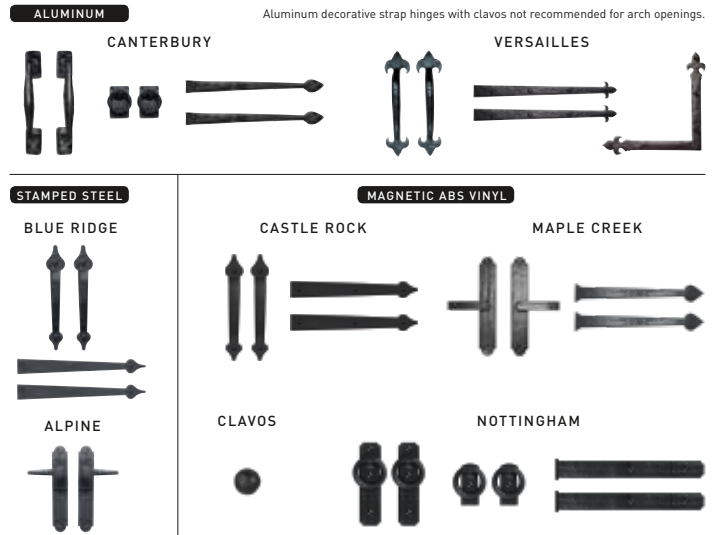 ALUMINUM
Aluminum decorative strap hinges with clavos not recommended for arch openings.
CANTERBURY
VERSAILLES
STAMPED STEEL
MAGNETIC ABS VINYL
BLUE RIDGE
CASTLE ROCK
MAPLE CREEK
ALPINE
CLAVOS
NOTTINGHAM